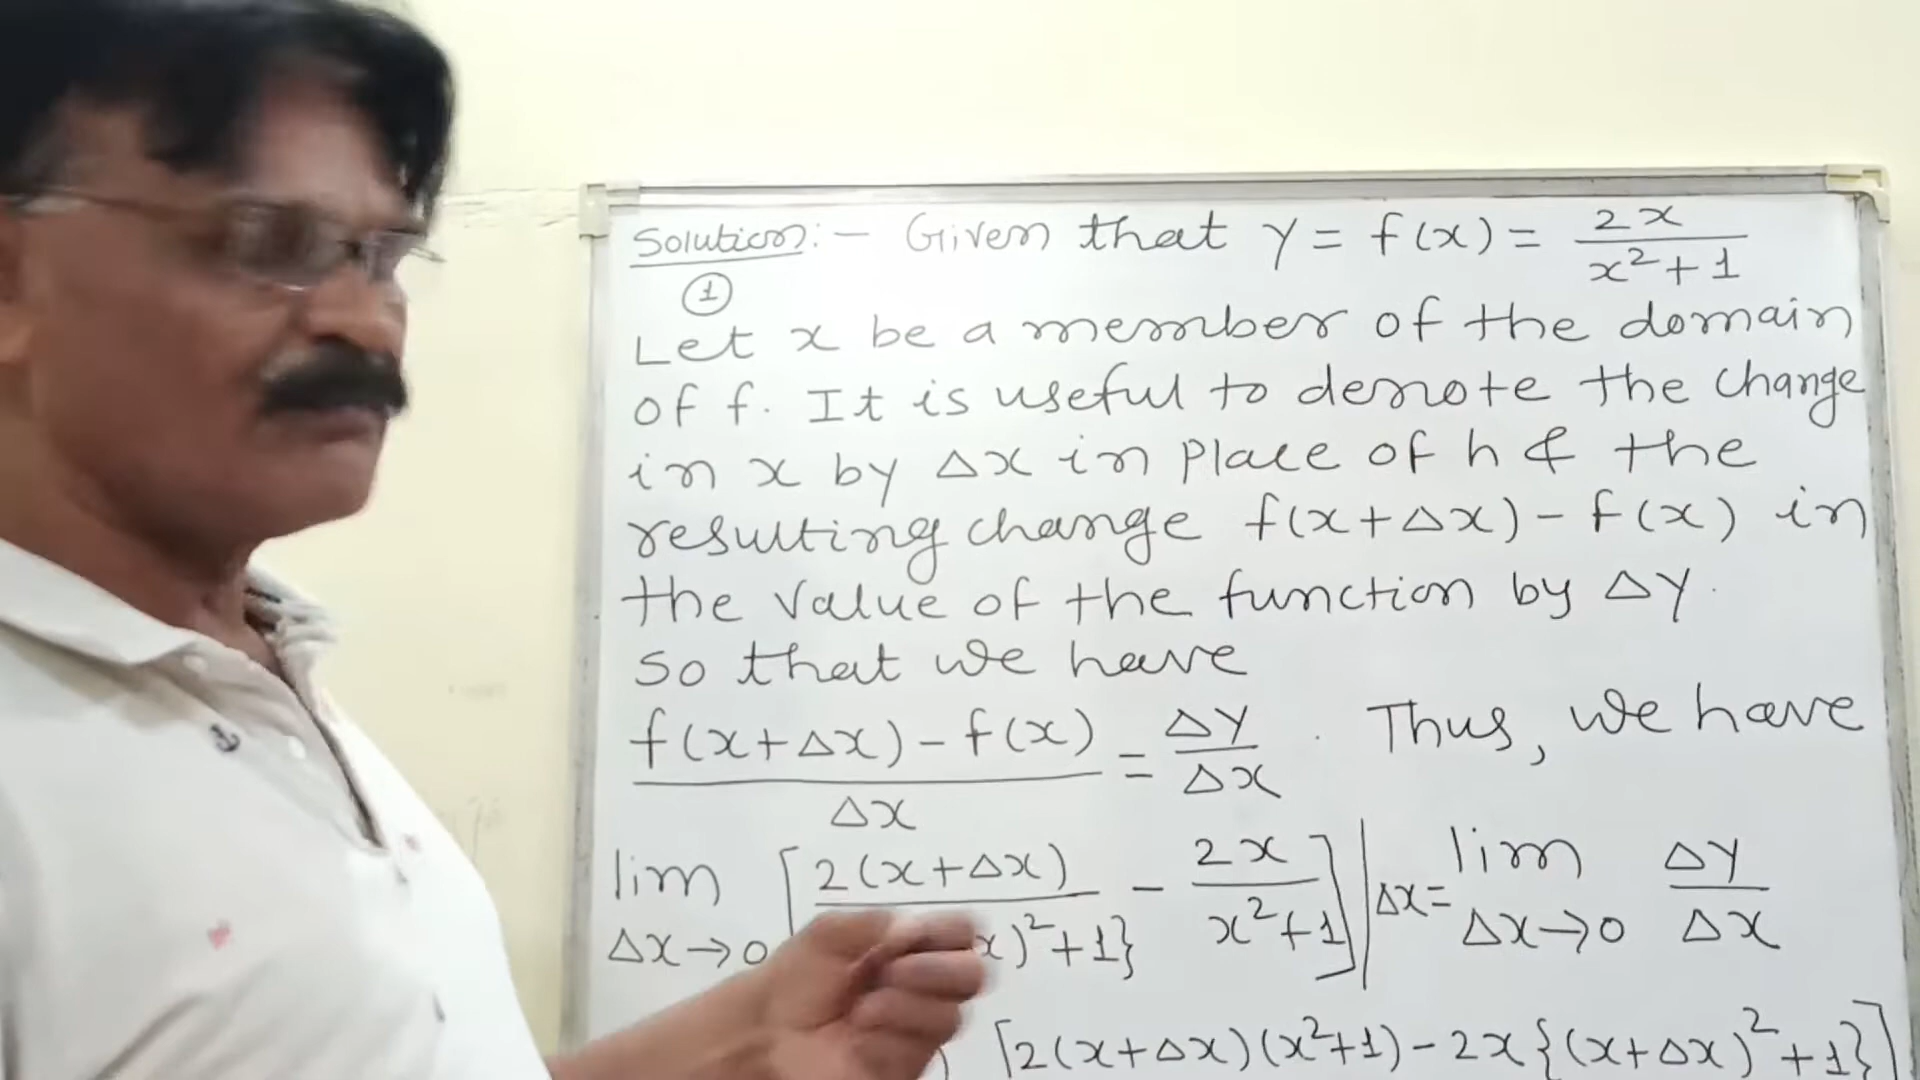 Solution:- Given that y = f(x) = 2x / x²+1
①
Let x be a member of the domain
of f. It is useful to denote the change
in x by Δx in place of h & the
resulting change f(x+Δx)-f(x) in
the value of the function by Δy.
So that we have
f(x+Δx)-f(x) / Δx = Δy / Δx . Thus, we have
lim Δx→0 [2(x+Δx) / x)²+1} - 2x / x²+1] / Δx = lim Δx→0 Δy / Δx
[2(x+Δx)(x²+1)-2x{(x+Δx)²+1}]